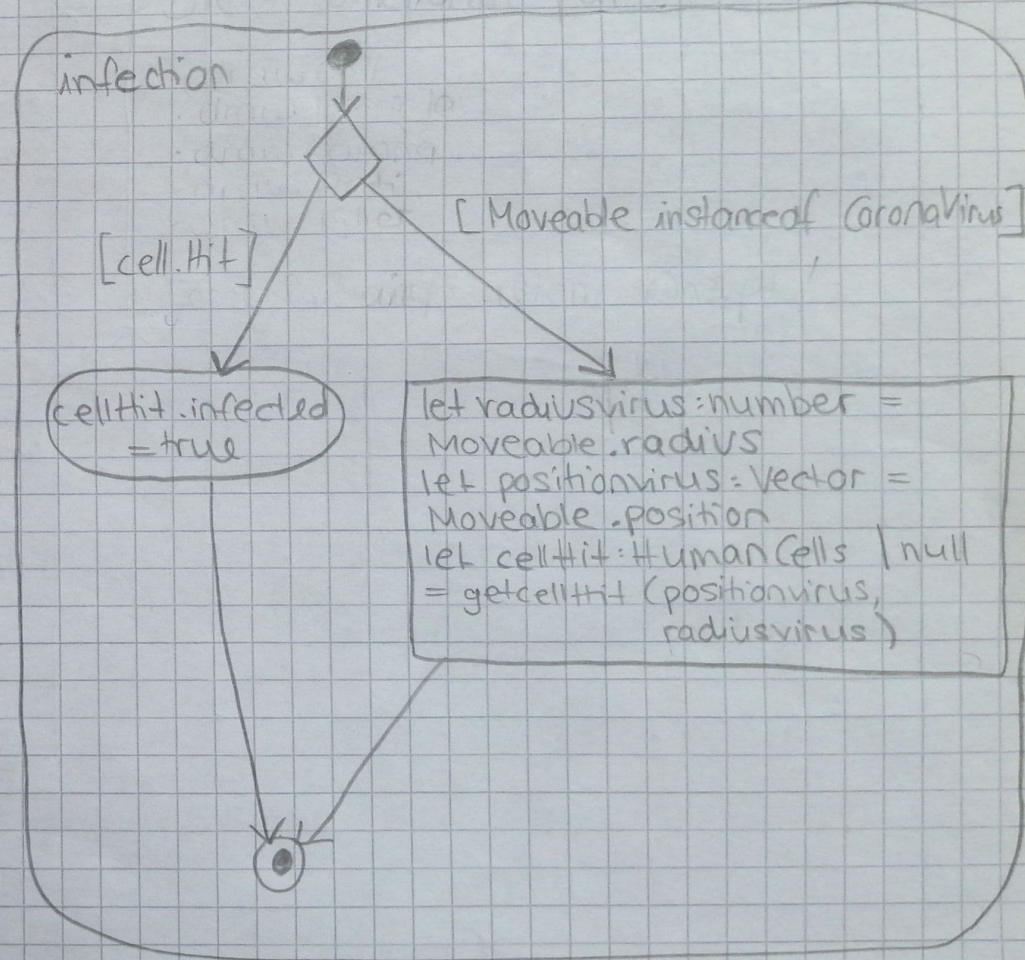 infection
[Moveable instanceof CoronaVirus]
[cell.Hit]
cellHit.infected
=true
let radiusvirus:number =
Moveable.radius
let positionvirus:Vector =
Moveable.position
let cellHit:HumanCells | null
= getcellHit (positionvirus,
radiusvirus)